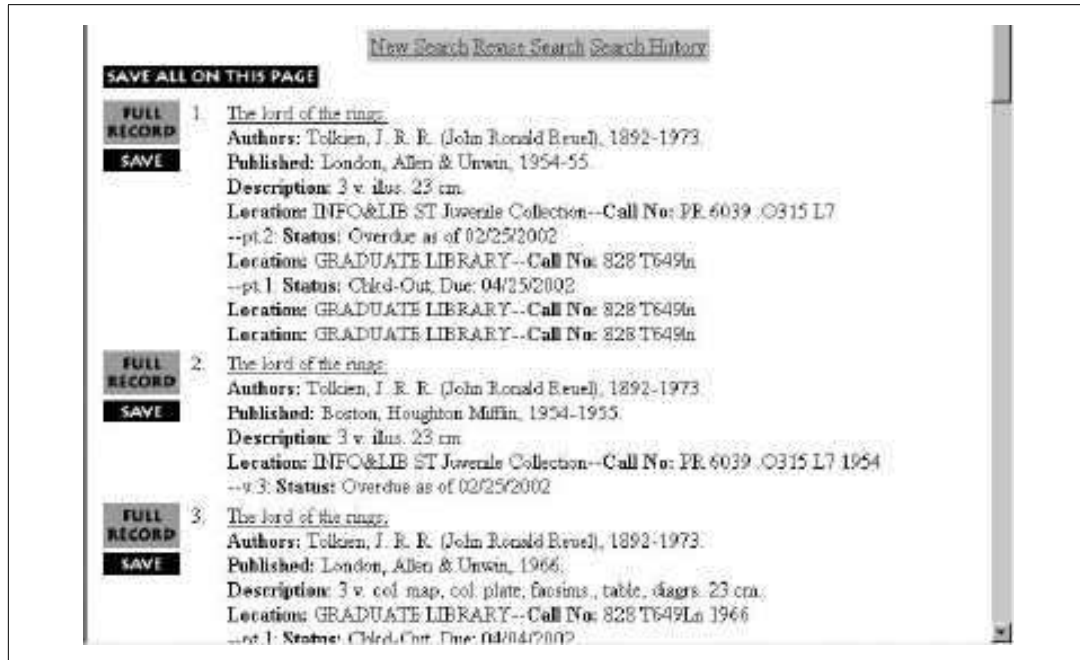 New Search Revise Search Search History
SAVE ALL ON THIS PAGE
FULL RECORD
SAVE
1. The lord of the rings.
Authors: Tolkien, J. R. R. (John Ronald Reuel), 1892-1973.
Published: London, Allen & Unwin, 1954-55.
Description: 3 v. illus. 23 cm.
Location: INFO&LIB ST Juvenile Collection--Call No: PR 6039 .O315 L7
--pt.2: Status: Overdue as of 02/25/2002
Location: GRADUATE LIBRARY--Call No: 828 T649ln
--pt.1: Status: Chkd-Out, Due: 04/25/2002
Location: GRADUATE LIBRARY--Call No: 828 T649ln
Location: GRADUATE LIBRARY--Call No: 828 T649ln
FULL RECORD
SAVE
2. The lord of the rings.
Authors: Tolkien, J. R. R. (John Ronald Reuel), 1892-1973.
Published: Boston, Houghton Mifflin, 1954-1955.
Description: 3 v. illus. 23 cm.
Location: INFO&LIB ST Juvenile Collection--Call No: PR 6039 .O315 L7 1954
--v.3: Status: Overdue as of 02/25/2002
FULL RECORD
SAVE
3. The lord of the rings.
Authors: Tolkien, J. R. R. (John Ronald Reuel), 1892-1973.
Published: London, Allen & Unwin, 1966.
Description: 3 v. col. map, col. plate, facsims., table, diagrs. 23 cm.
Location: GRADUATE LIBRARY--Call No: 828 T649Ln 1966
--pt.1: Status: Chkd-Out, Due: 04/04/2002